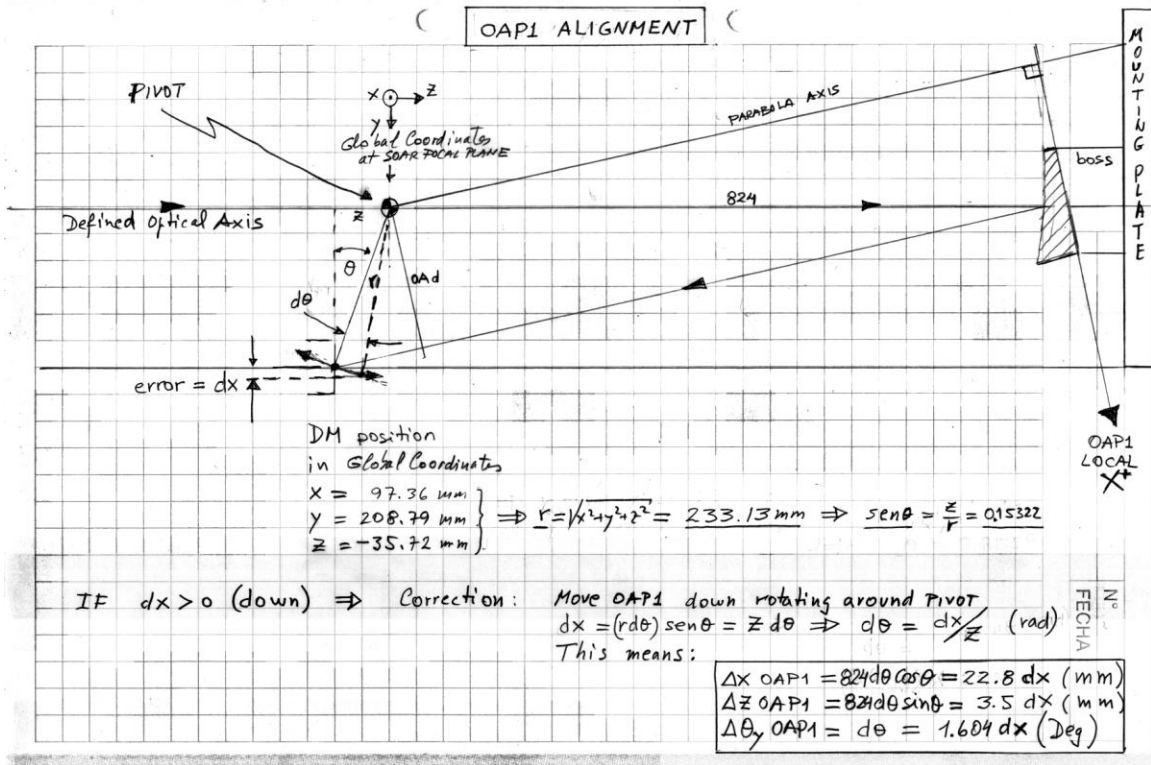 OAP1 ALIGNMENT
MOUNTING PLATE
PIVOT
X Z
Y
Global Coordinates
at SOAR FOCAL PLANE
PARABOLA AXIS
boss
Defined Optical Axis
z
824
θ
OAd
dθ
error = dx
OAP1
LOCAL
X+
DM position
in Global Coordinates
X = 97.36 mm
Y = 208.79 mm } ⇒ r = √x²+y²+z² = 233.13 mm ⇒ senθ = z/r = 0,15322
Z = -35.72 mm
IF dx > 0 (down) ⇒ Correction: Move OAP1 down rotating around PIVOT
dx = (rdθ) senθ = Z dθ ⇒ dθ = dx/Z (rad)
This means:
Nº
FECHA
ΔX OAP1 = 824dθ cosθ = 22.8 dx (mm)
ΔZ OAP1 = 824dθ sinθ = 3.5 dx (mm)
Δθy OAP1 = dθ = 1.604 dx (Deg)